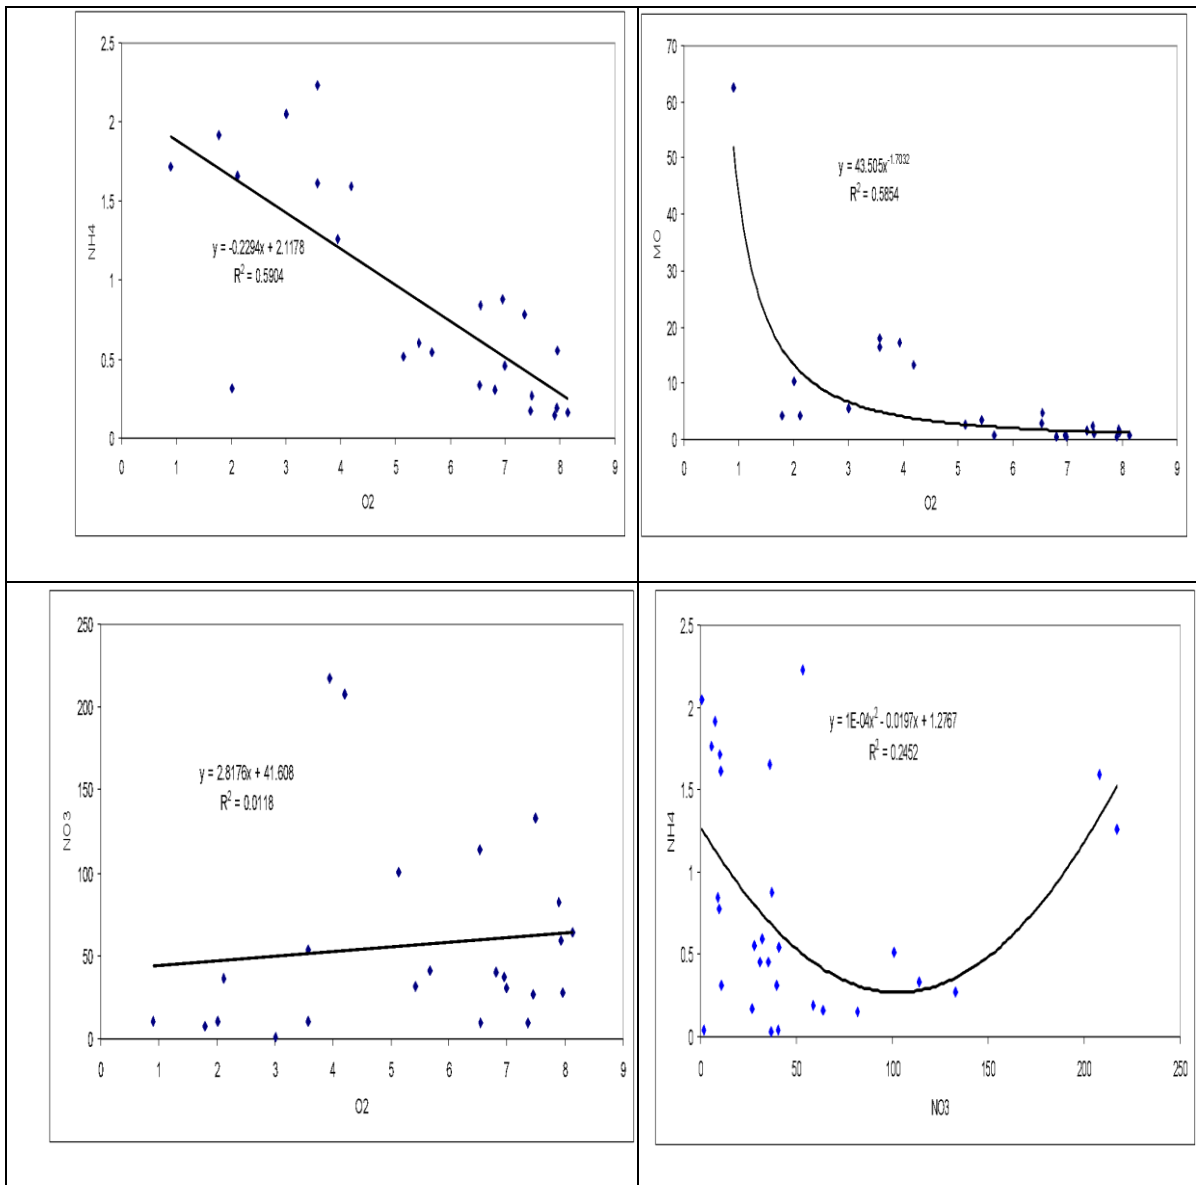 2.5
2
1.5
1
0.5
0
NH4
y = -0.2294x + 2.1178
R² = 0.5904
0 1 2 3 4 5 6 7 8 9
O2
70
60
50
40
30
20
10
0
MO
y = 43.505x^-1.7032
R² = 0.5854
0 1 2 3 4 5 6 7 8 9
O2
250
200
150
100
50
0
NO3
y = 2.8176x + 41.608
R² = 0.0118
0 1 2 3 4 5 6 7 8 9
O2
2.5
2
1.5
1
0.5
0
NH4
y = 1E-04x² - 0.0197x + 1.2767
R² = 0.2452
0 50 100 150 200 250
NO3